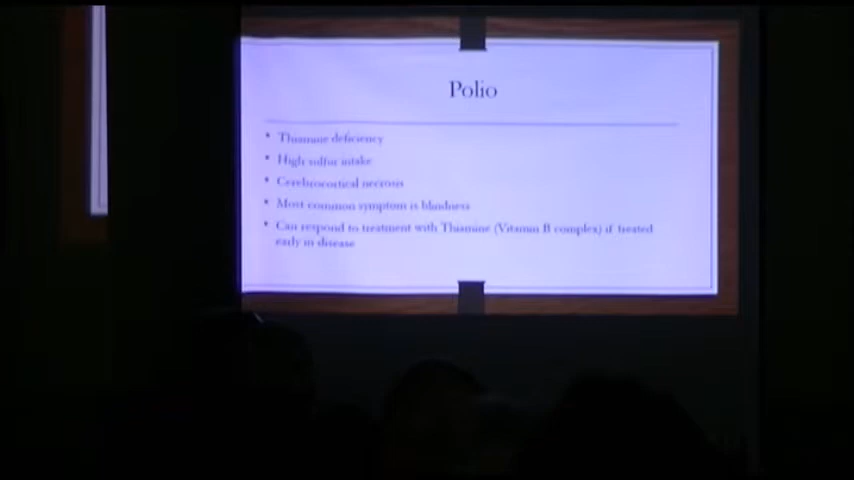 Polio
• Thiamine deficiency
• High sulfur intake
• Cerebrocortical necrosis
• Most common symptom is blindness
• Can respond to treatment with Thiamine (Vitamin B complex) if treated
early in disease